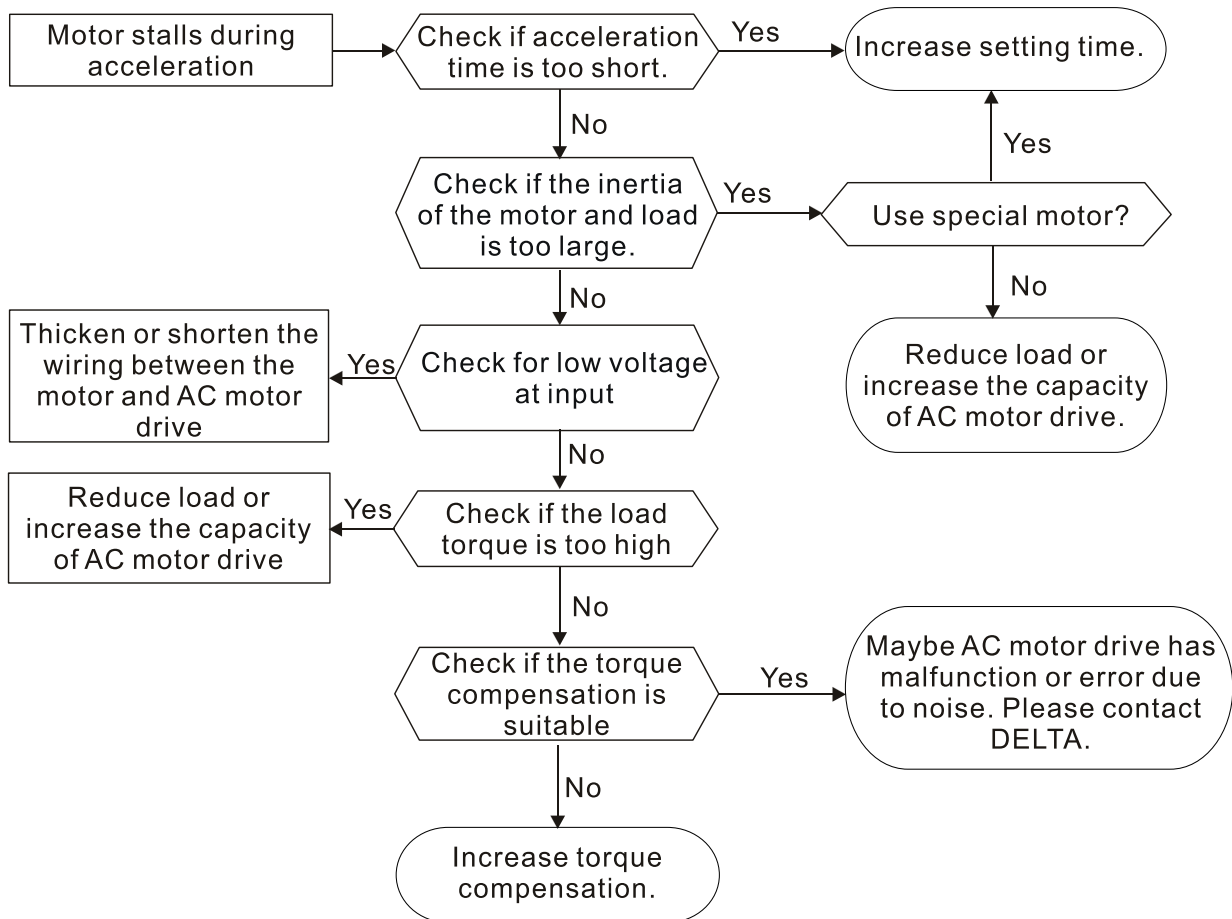 Motor stalls during
acceleration
Check if acceleration
time is too short.
Yes
Increase setting time.
No
Yes
Check if the inertia
of the motor and load
is too large.
Yes
Use special motor?
No
No
Thicken or shorten the
wiring between the
motor and AC motor
drive
Yes
Check for low voltage
at input
Reduce load or
increase the capacity
of AC motor drive.
No
Reduce load or
increase the capacity
of AC motor drive
Yes
Check if the load
torque is too high
No
Check if the torque
compensation is
suitable
Yes
Maybe AC motor drive has
malfunction or error due
to noise. Please contact
DELTA.
No
Increase torque
compensation.